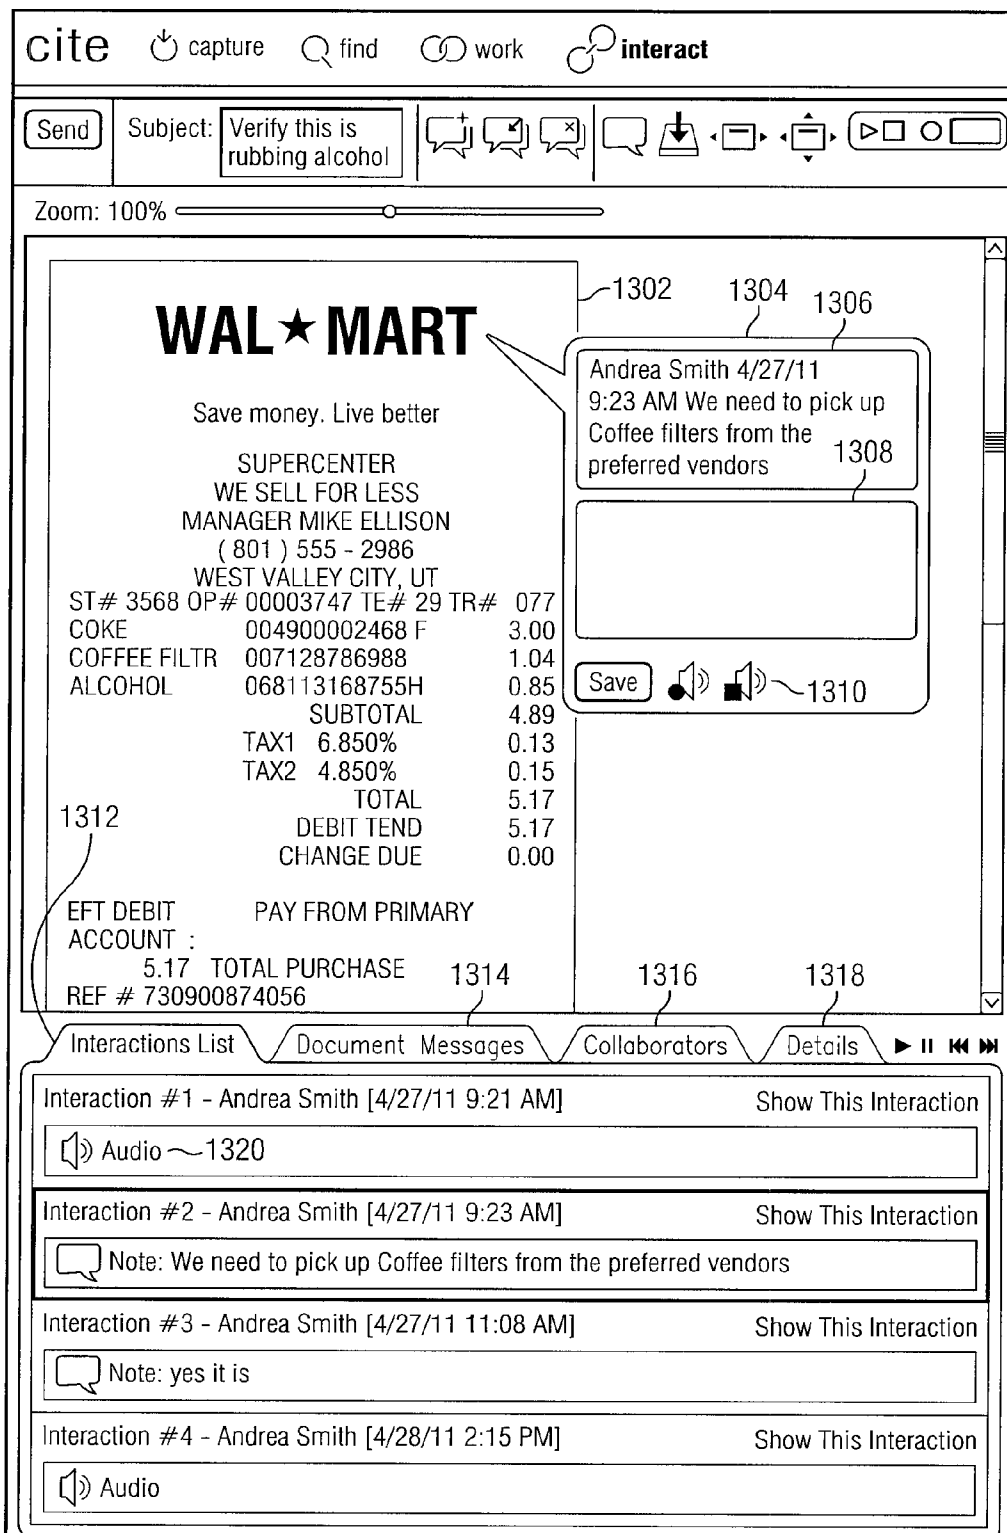 cite capture find work interact
Send Subject: Verify this is
rubbing alcohol
Zoom: 100%
1302 1304 1306
WAL★MART
Andrea Smith 4/27/11
9:23 AM We need to pick up
Coffee filters from the
preferred vendors
1308
Save 1310
Save money. Live better
SUPERCENTER
WE SELL FOR LESS
MANAGER MIKE ELLISON
( 801 ) 555 - 2986
WEST VALLEY CITY, UT
ST# 3568 OP# 00003747 TE# 29 TR# 077
COKE 004900002468 F 3.00
COFFEE FILTR 007128786988 1.04
ALCOHOL 068113168755H 0.85
SUBTOTAL 4.89
TAX1 6.850% 0.13
TAX2 4.850% 0.15
TOTAL 5.17
DEBIT TEND 5.17
CHANGE DUE 0.00
1312
EFT DEBIT PAY FROM PRIMARY
ACCOUNT :
5.17 TOTAL PURCHASE
REF # 730900874056
1314 1316 1318
Interactions List Document Messages Collaborators Details
Interaction #1 - Andrea Smith [4/27/11 9:21 AM] Show This Interaction
Audio 1320
Interaction #2 - Andrea Smith [4/27/11 9:23 AM] Show This Interaction
Note: We need to pick up Coffee filters from the preferred vendors
Interaction #3 - Andrea Smith [4/27/11 11:08 AM] Show This Interaction
Note: yes it is
Interaction #4 - Andrea Smith [4/28/11 2:15 PM] Show This Interaction
Audio